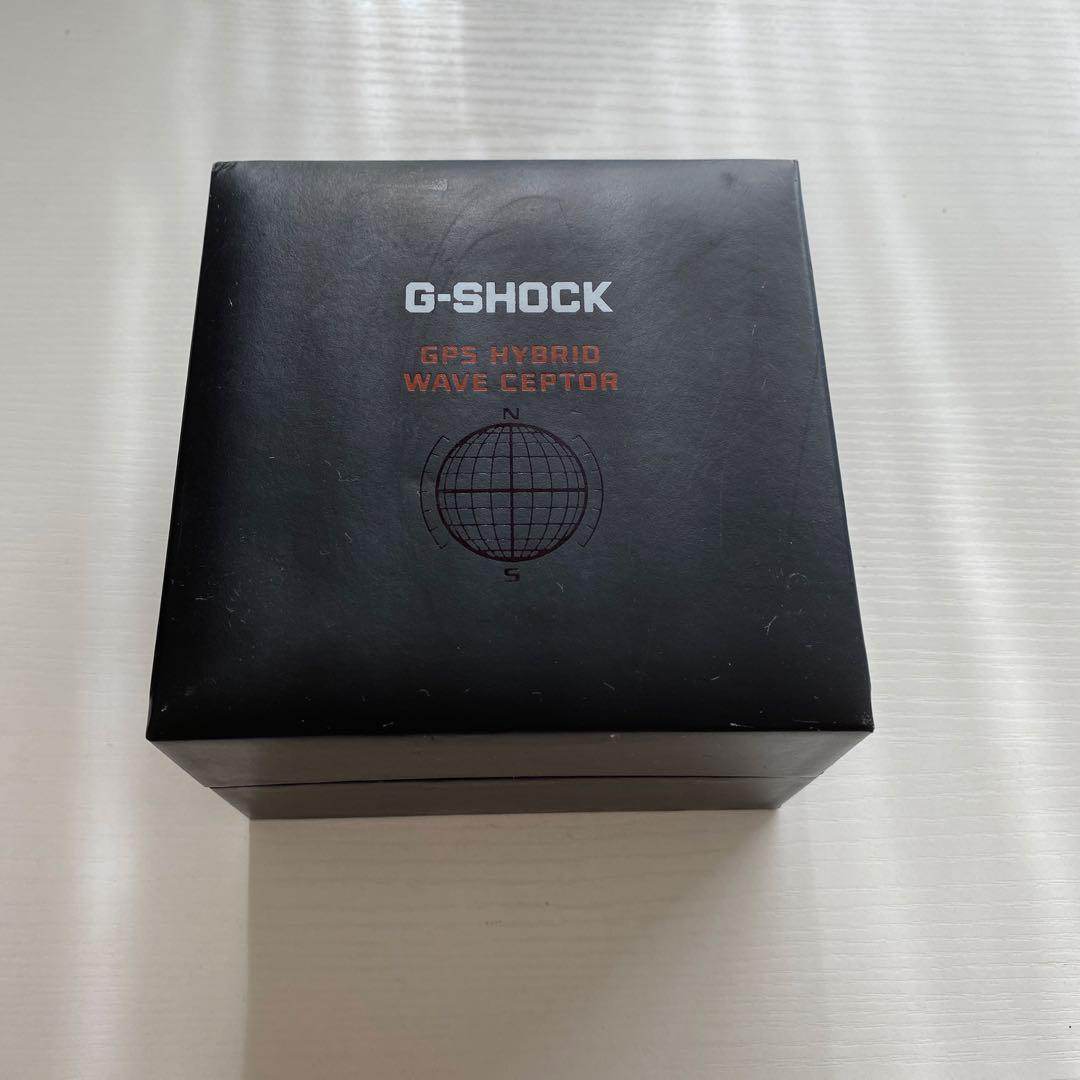 G-SHOCK
GPS HYBRID
WAVE CEPTOR
N
S